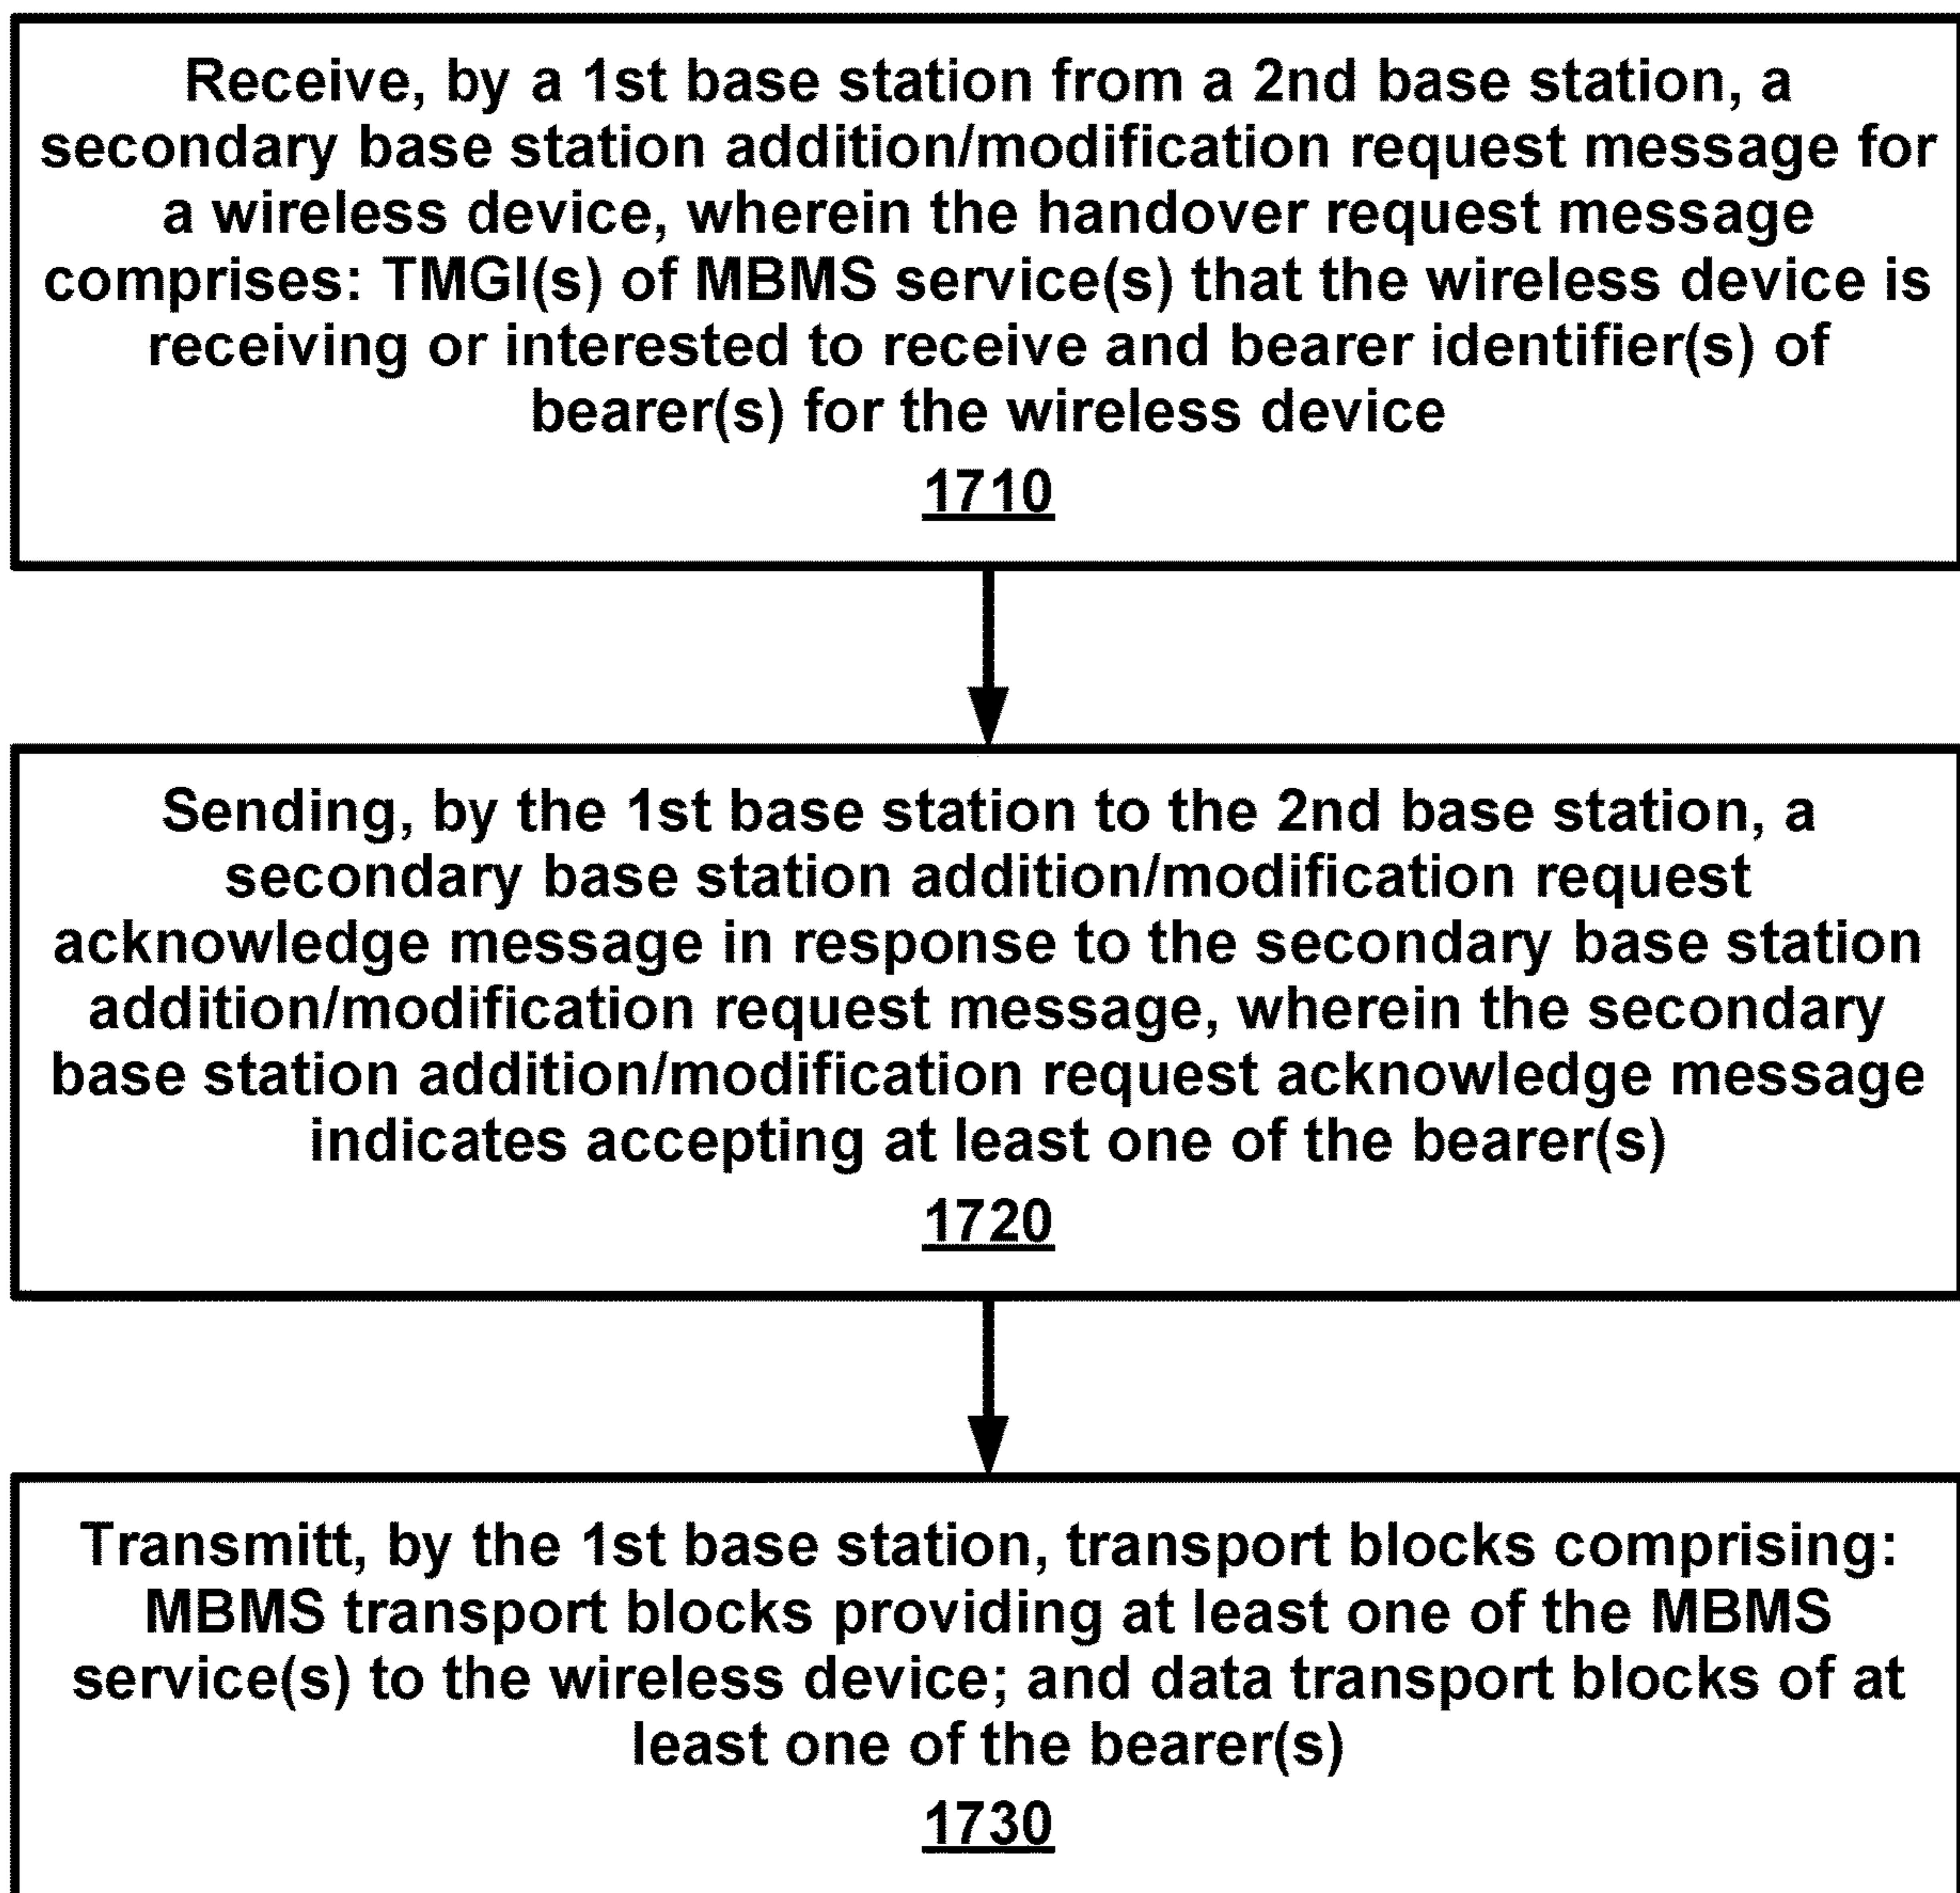 Receive, by a 1st base station from a 2nd base station, a
secondary base station addition/modification request message for
a wireless device, wherein the handover request message
comprises: TMGI(s) of MBMS service(s) that the wireless device is
receiving or interested to receive and bearer identifier(s) of
bearer(s) for the wireless device
1710
Sending, by the 1st base station to the 2nd base station, a
secondary base station addition/modification request
acknowledge message in response to the secondary base station
addition/modification request message, wherein the secondary
base station addition/modification request acknowledge message
indicates accepting at least one of the bearer(s)
1720
Transmitt, by the 1st base station, transport blocks comprising:
MBMS transport blocks providing at least one of the MBMS
service(s) to the wireless device; and data transport blocks of at
least one of the bearer(s)
1730